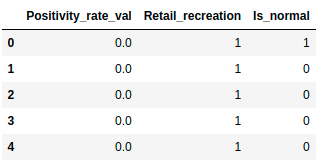 Positivity_rate_val Retail_recreation Is_normal
0 0.0 1 1
1 0.0 1 0
2 0.0 1 0
3 0.0 1 0
4 0.0 1 0